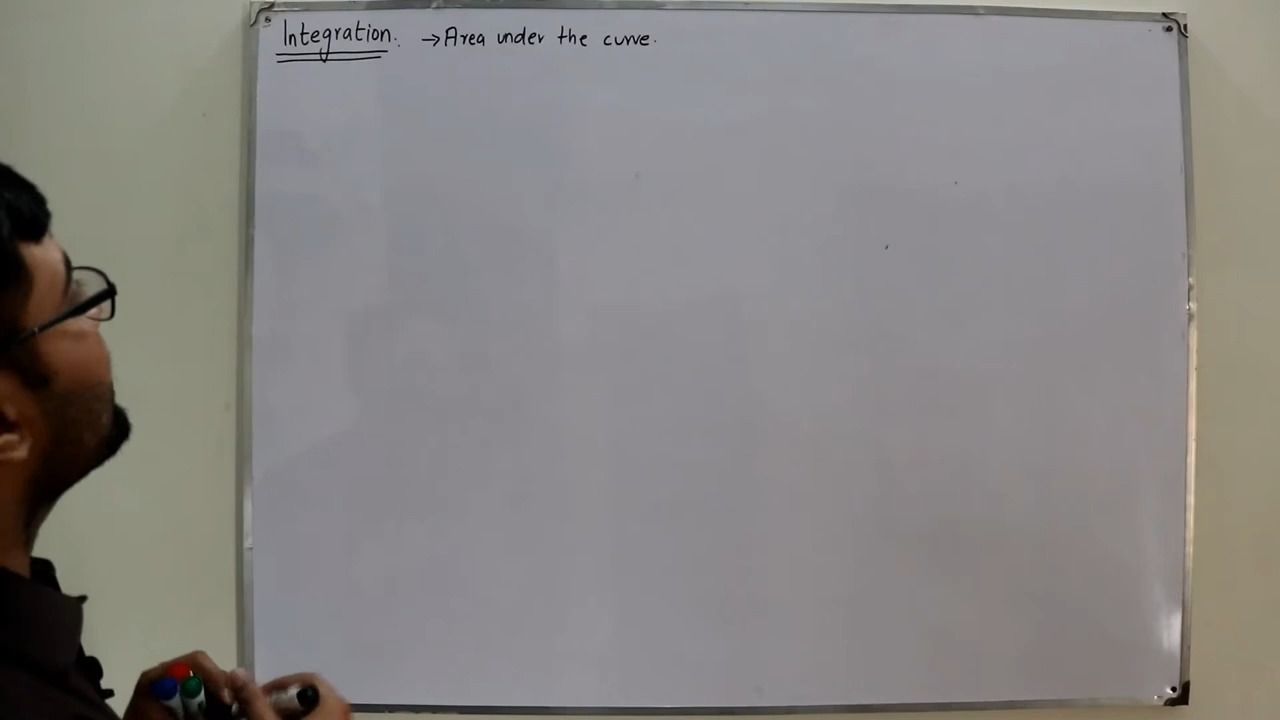 Integration. → Area under the curve.